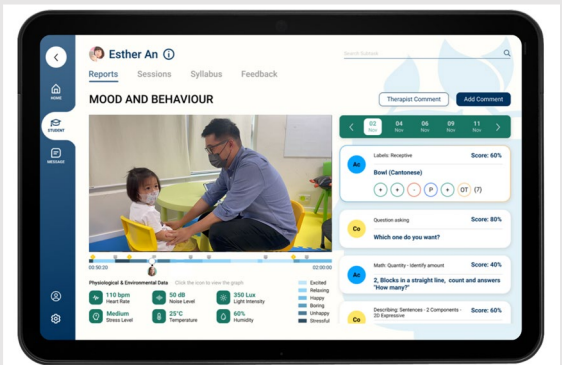 Esther An
Search Outcome
Reports Sessions Syllabus Feedback
HOME
MOOD AND BEHAVIOUR
Therapist Comment Add Comment
STUDENT
02 04 06 09 11
Nov Nov Nov Nov Nov
MESSAGE
Ac
Labels: Receptive Score: 60%
Bowl (Cantonese)
+ + - P + OT (7)
Co
Question asking Score: 80%
Which one do you want?
00:50:20 02:00:00
Physiological & Environmental Data Click the icon to view the graph
110 bpm
Heart Rate
50 dB
Noise Level
350 Lux
Light Intensity
Medium
Stress Level
25°C
Temperature
60%
Humidity
Excited
Relaxing
Happy
Boring
Unhappy
Stressful
Ac
Math: Quantity - Identify amount Score: 40%
2, Blocks in a straight line, count and answers
"How many?"
Co
Describing: Sentences - 2 Components - Score: 60%
2D Expressive